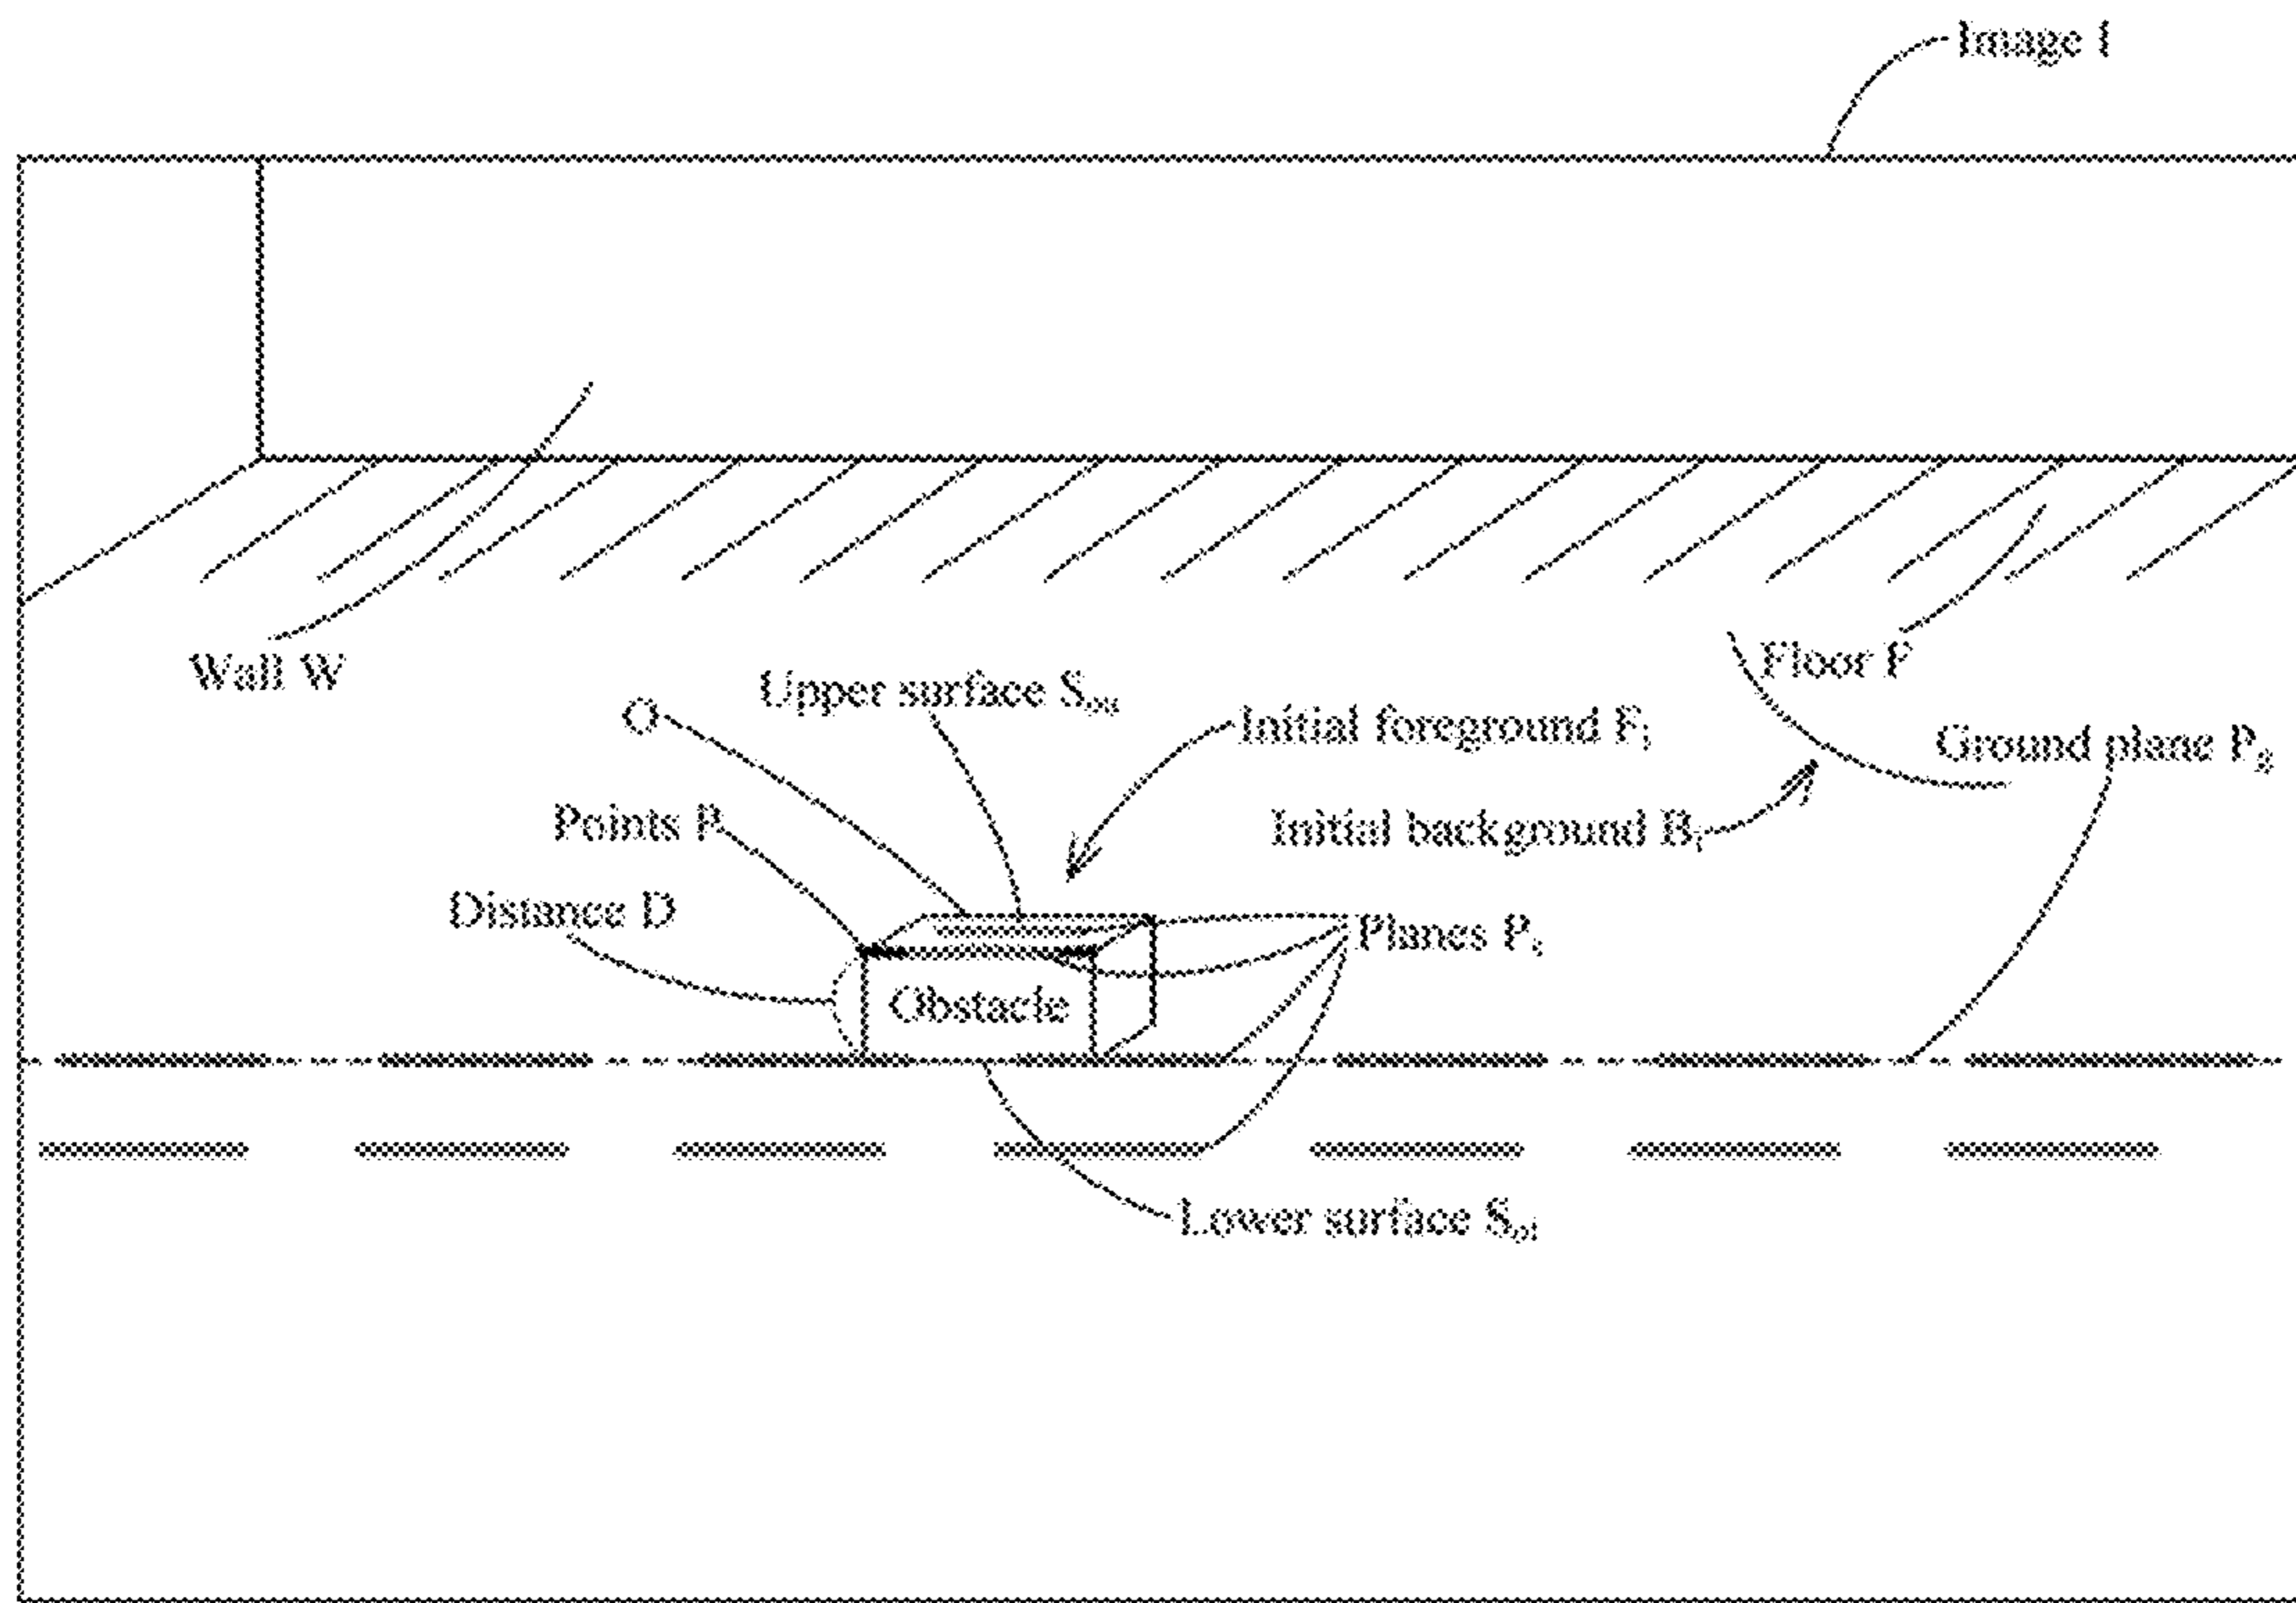 Image I
Wall W
Floor F
Upper surface Sou
O
Initial foreground Fi
Ground plane Pg
Points P
Initial background Bi
Distance D
Planes Ps
Obstacle
Lower surface Sol